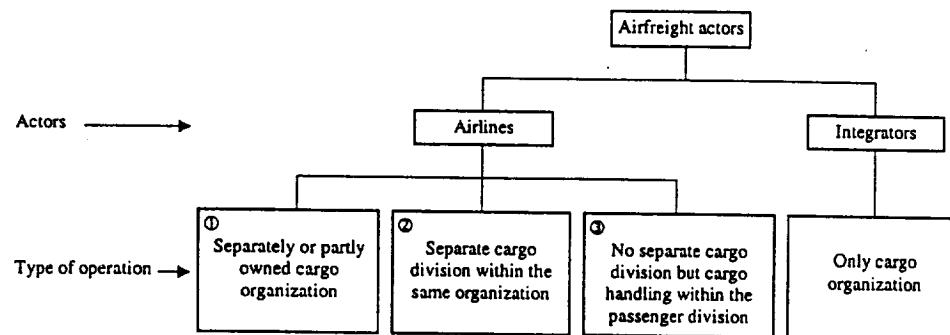 Airfreight actors
Actors
Airlines
Integrators
①
Separately or partly
owned cargo
organization
②
Separate cargo
division within the
same organization
③
No separate cargo
division but cargo
handling within the
passenger division
Only cargo
organization
Type of operation